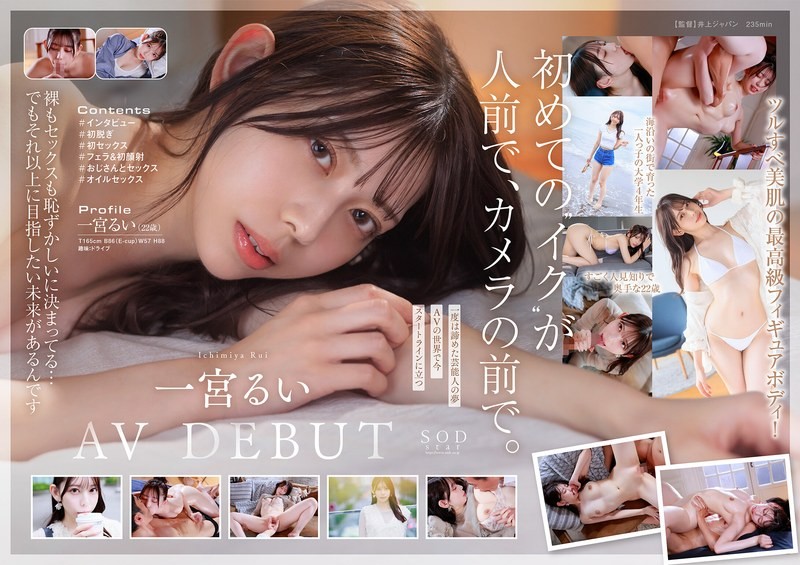 【監督】井上ジャパン 235min
初めての"イク"が
人前で、カメラの前で。
ツルすべ美肌の最高級フィギュアボディ!
海沿いの街で育った
一人っ子の大学4年生
すごく人見知りで
奥手な22歳
一度は諦めた芸能人の夢
AVの世界で今
スタートラインに立つ
Contents
#インタビュー
#初脱ぎ
#初セックス
#フェラ&初顔射
#おじさんとセックス
#オイルセックス
Profile
一宮るい(22歳)
T165cm B86(E-cup)W57 H88
趣味:ドライブ
裸もセックスも恥ずかしいに決まってる…
でもそれ以上に目指したい未来があるんです
Ichimiya Rui
一宮るい
AV DEBUT
SOD
star